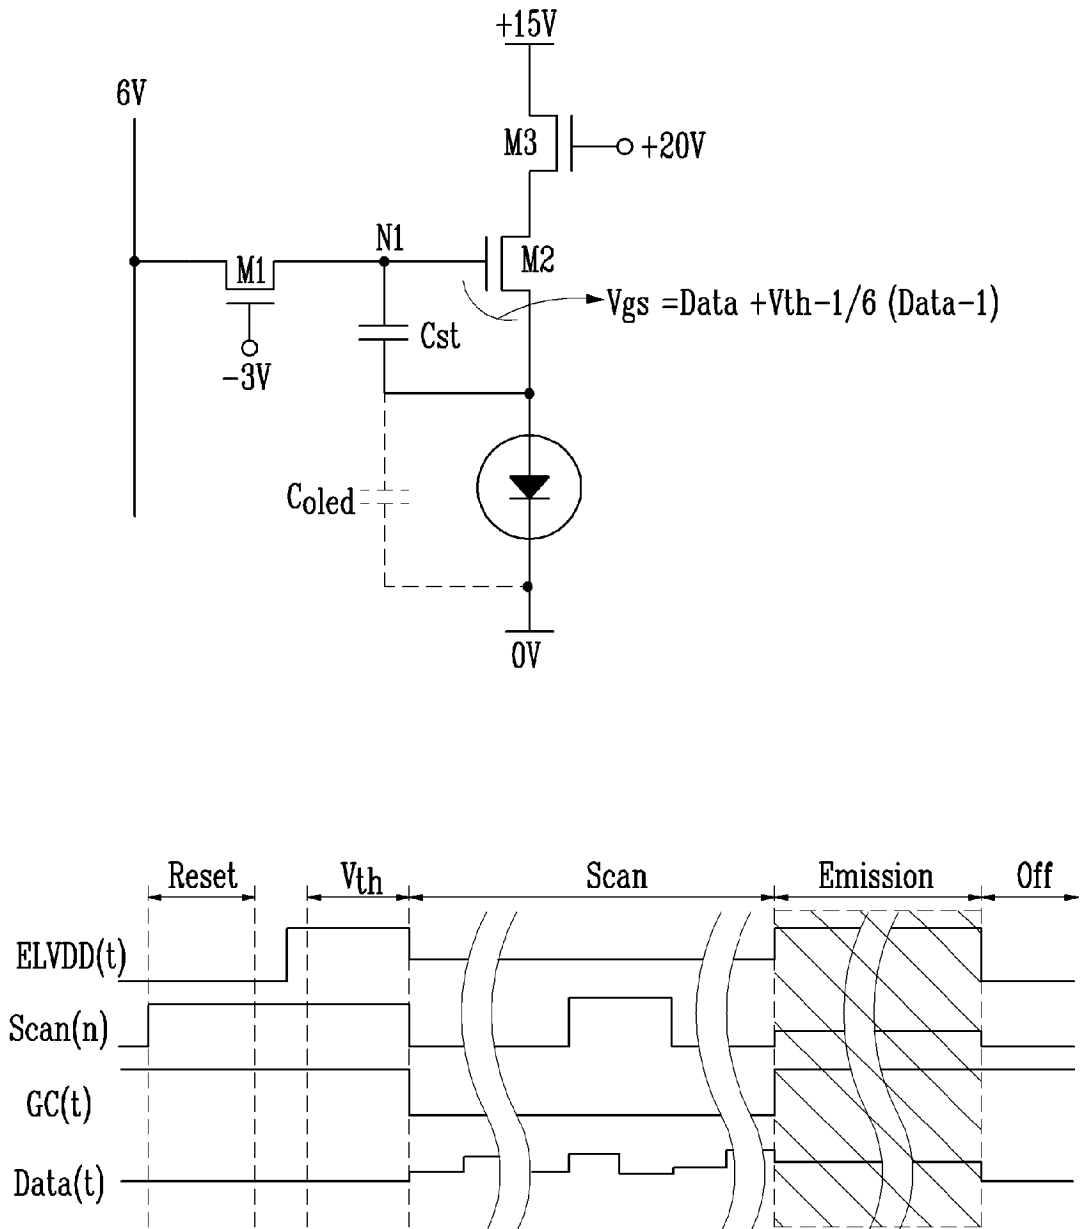 +15V
6V
M3
+20V
N1
M1
M2
Vgs =Data +Vth-1/6 (Data-1)
Cst
-3V
Coled
0V
Reset
Vth
Scan
Emission
Off
ELVDD(t)
Scan(n)
GC(t)
Data(t)